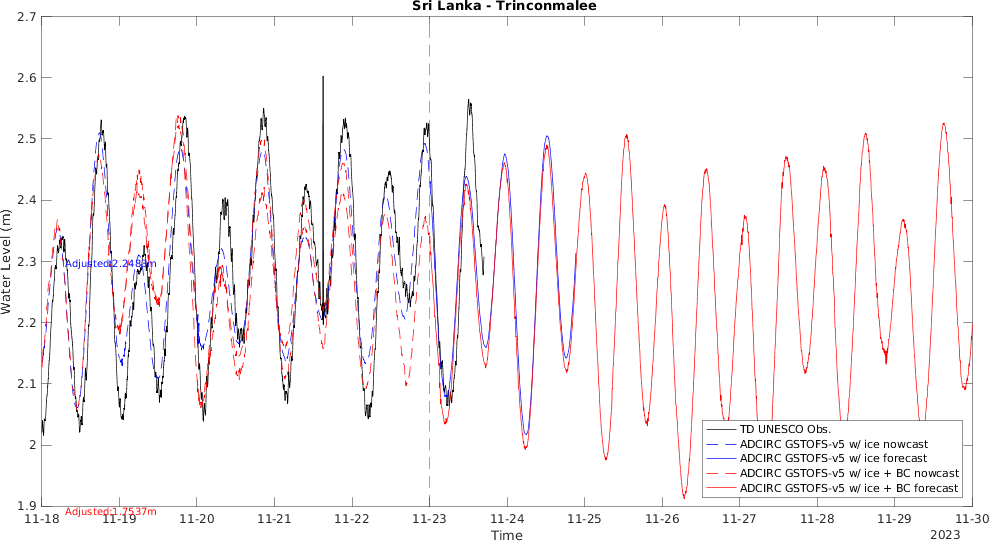 Sri Lanka - Trinconmalee
2.7
2.6
2.5
2.4
2.3
2.2
2.1
2
1.9
Water Level (m)
Adjusted:2.2483m
Adjusted:1.7537m
TD UNESCO Obs.
ADCIRC GSTOFS-v5 w/ ice nowcast
ADCIRC GSTOFS-v5 w/ ice forecast
ADCIRC GSTOFS-v5 w/ ice + BC nowcast
ADCIRC GSTOFS-v5 w/ ice + BC forecast
11-18 11-19 11-20 11-21 11-22 11-23 11-24 11-25 11-26 11-27 11-28 11-29 11-30
Time
2023